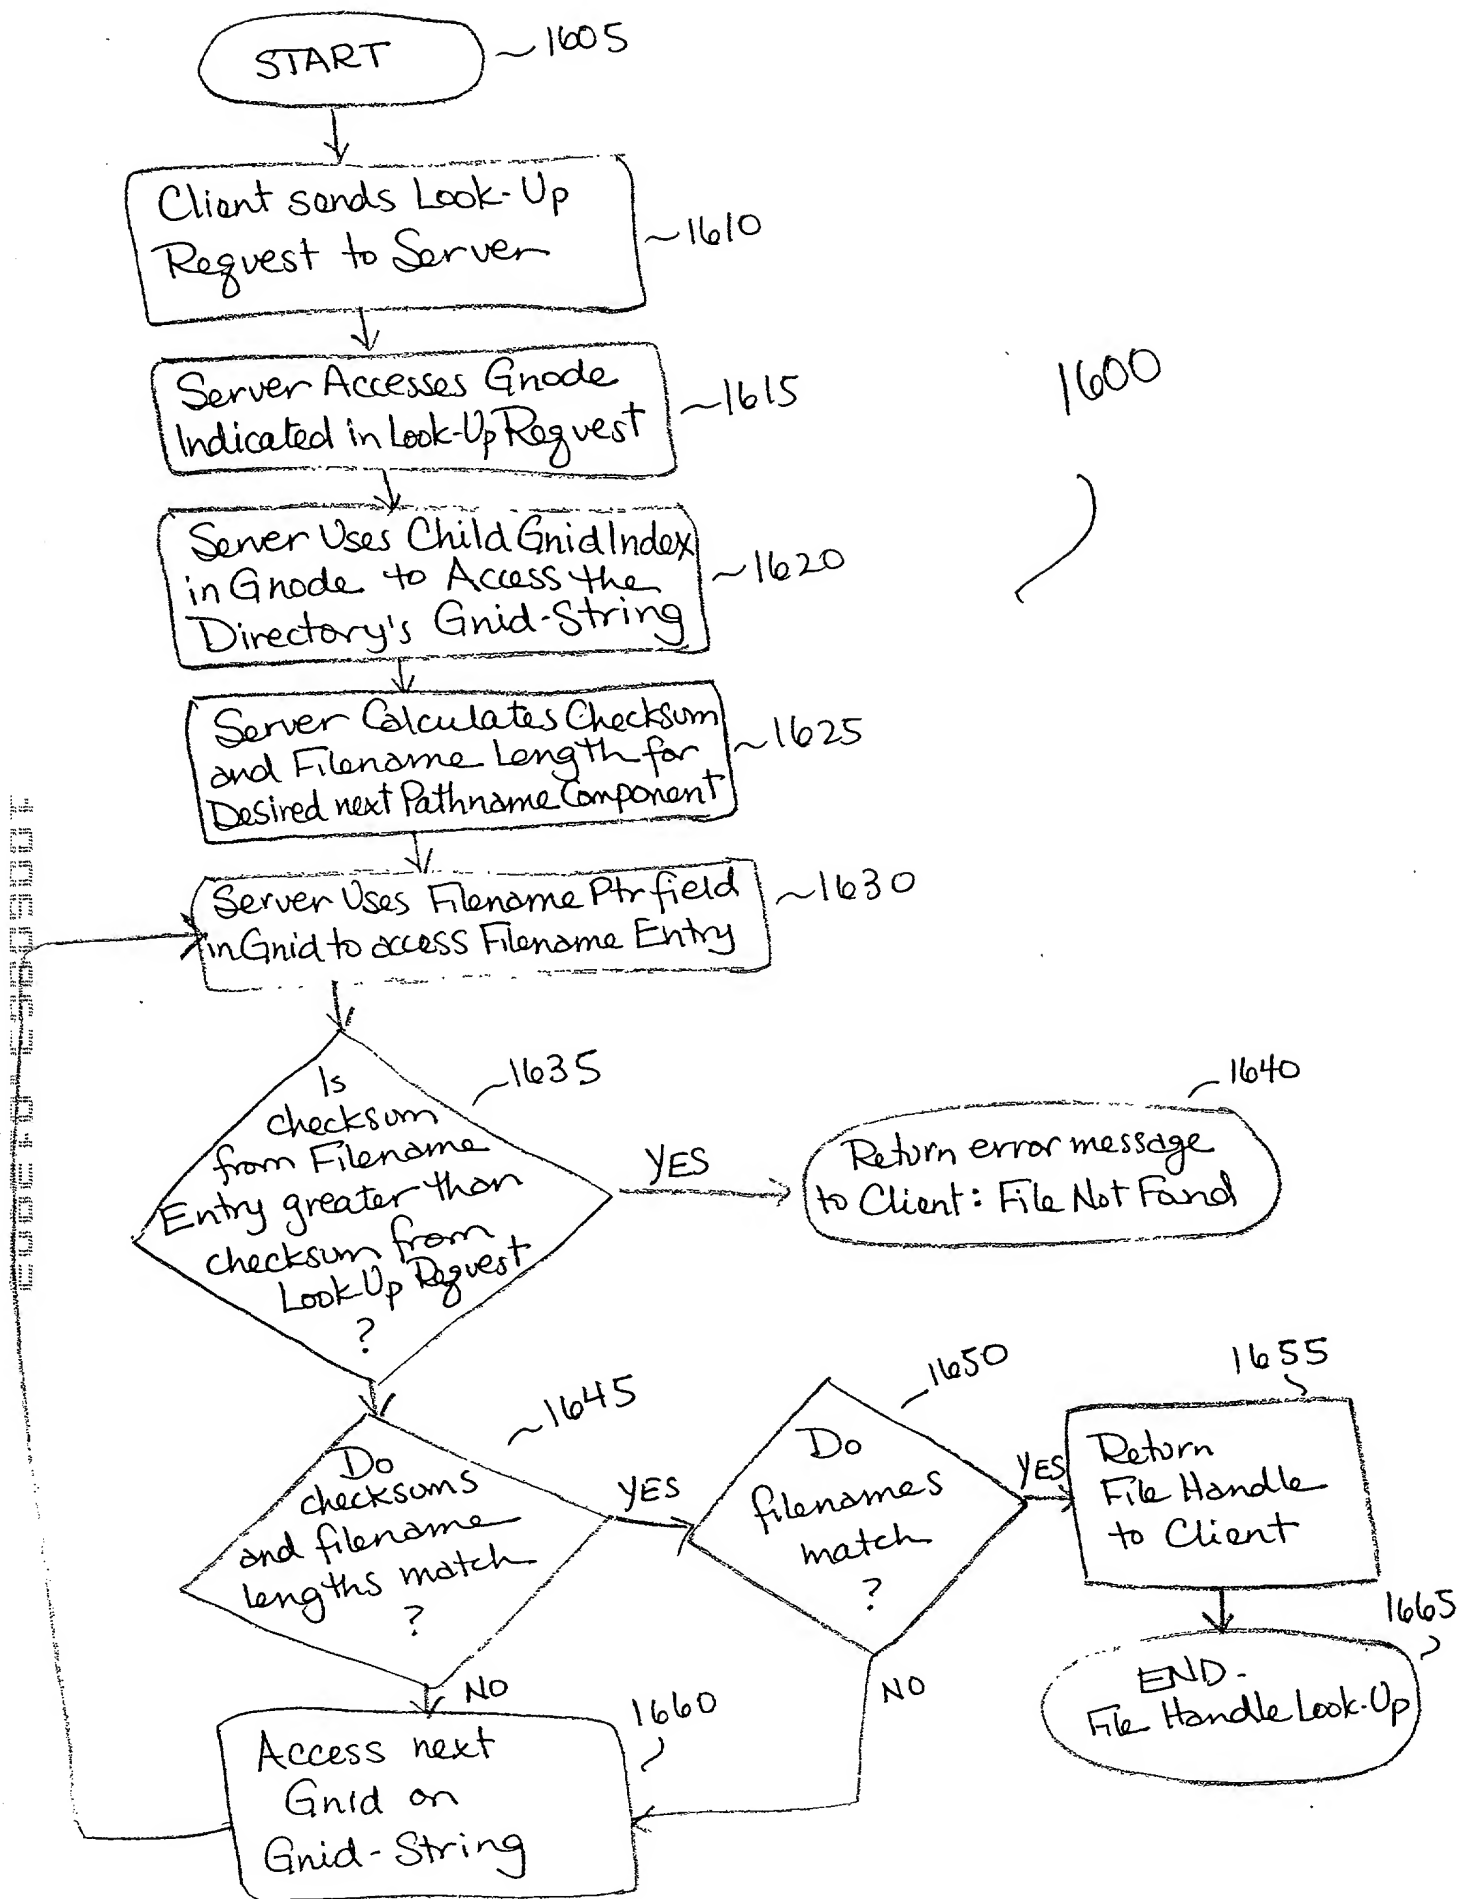 START
~1605
Client sends Look-Up
Request to Server
~1610
Server Accesses Gnode
Indicated in Look-Up Request
~1615
1600
Server Uses Child Gnid Index
in Gnode to Access the
Directory's Gnid-String
~1620
Server Calculates Checksum
and Filename Length for
Desired next Pathname Component
~1625
Server Uses Filename Ptr field
in Gnid to access Filename Entry
~1630
Is
checksum
from Filename
Entry greater than
checksum from
Look-Up Request
?
~1635
YES
1640
Return error message
to Client: File Not Found
Do
checksums
and filename
lengths match
?
~1645
YES
NO
Do
filenames
match
?
1650
YES
NO
1655
Return
File Handle
to Client
1665
END-
File Handle Look-Up
1660
Access next
Gnid on
Gnid-String